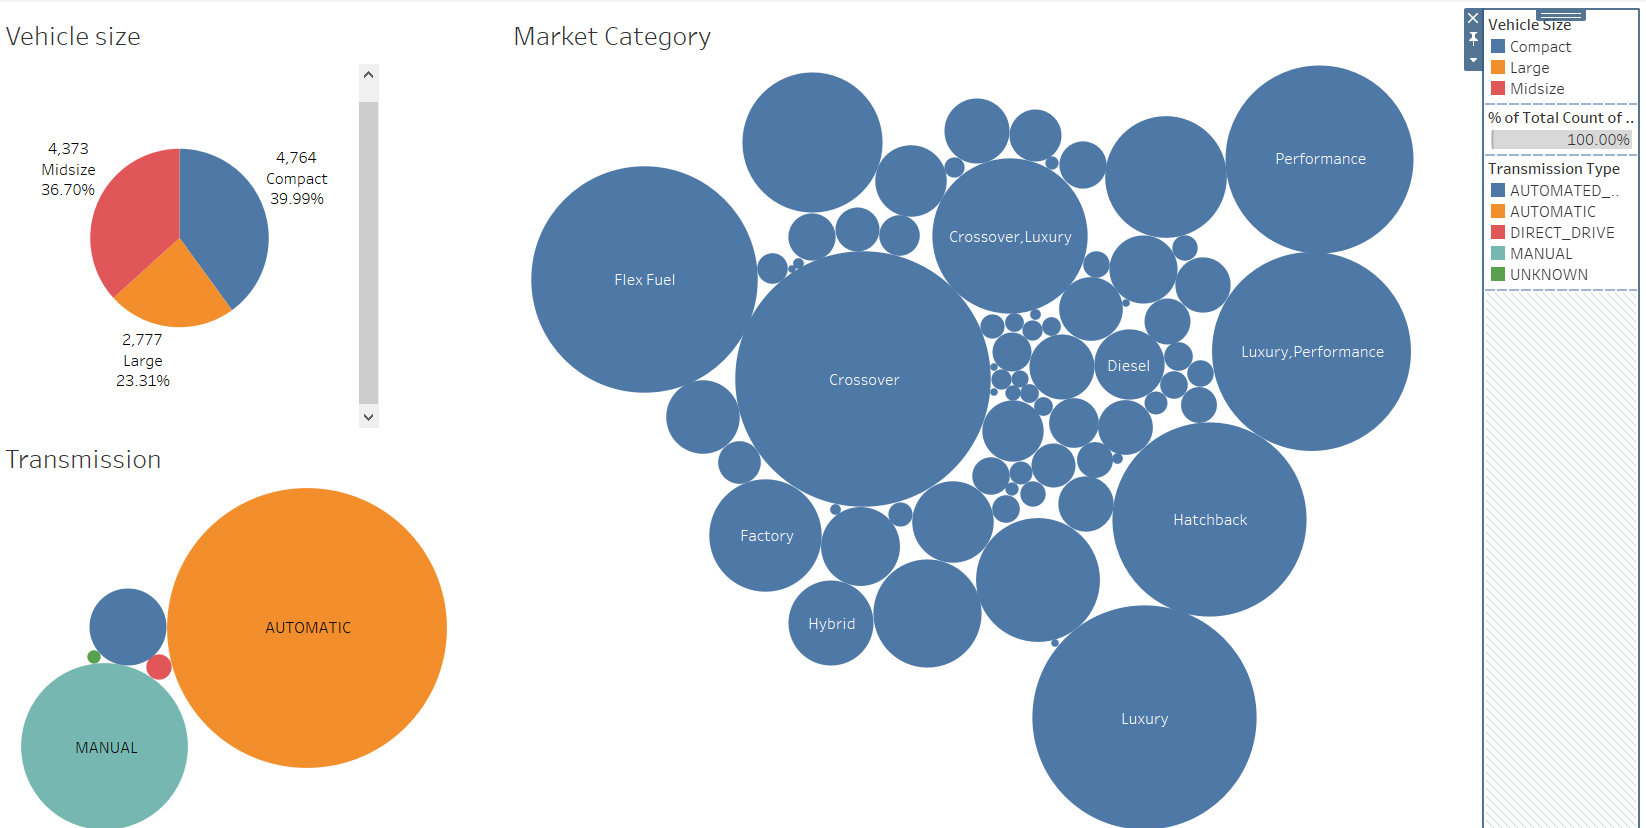 Vehicle size
4,373
Midsize
36.70%
4,764
Compact
39.99%
2,777
Large
23.31%
Transmission
AUTOMATIC
MANUAL
Market Category
Performance
Crossover,Luxury
Flex Fuel
Luxury,Performance
Diesel
Crossover
Hatchback
Factory
Hybrid
Luxury
Vehicle Size
Compact
Large
Midsize
% of Total Count of ..
100.00%
Transmission Type
AUTOMATED_..
AUTOMATIC
DIRECT_DRIVE
MANUAL
UNKNOWN